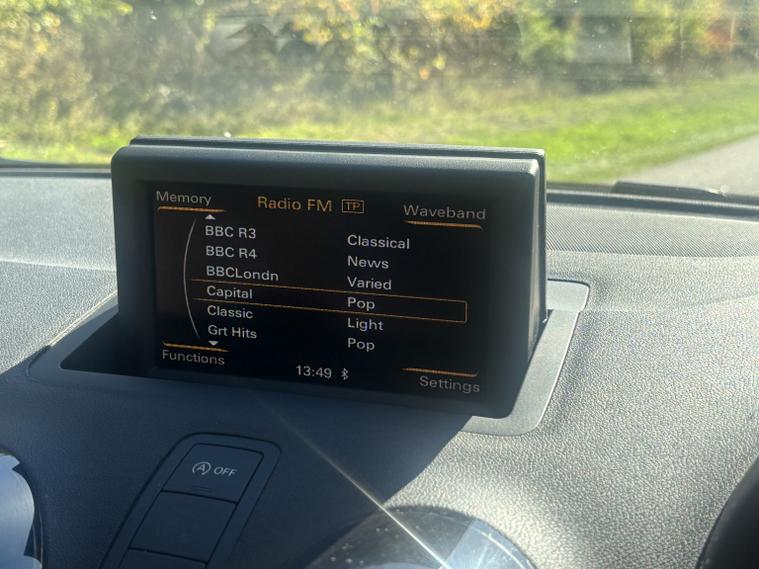 Memory Radio FM TP Waveband
BBC R3 Classical
BBC R4 News
BBCLondn Varied
Capital Pop
Classic Light
Grt Hits Pop
Functions 13:49 Settings
A OFF